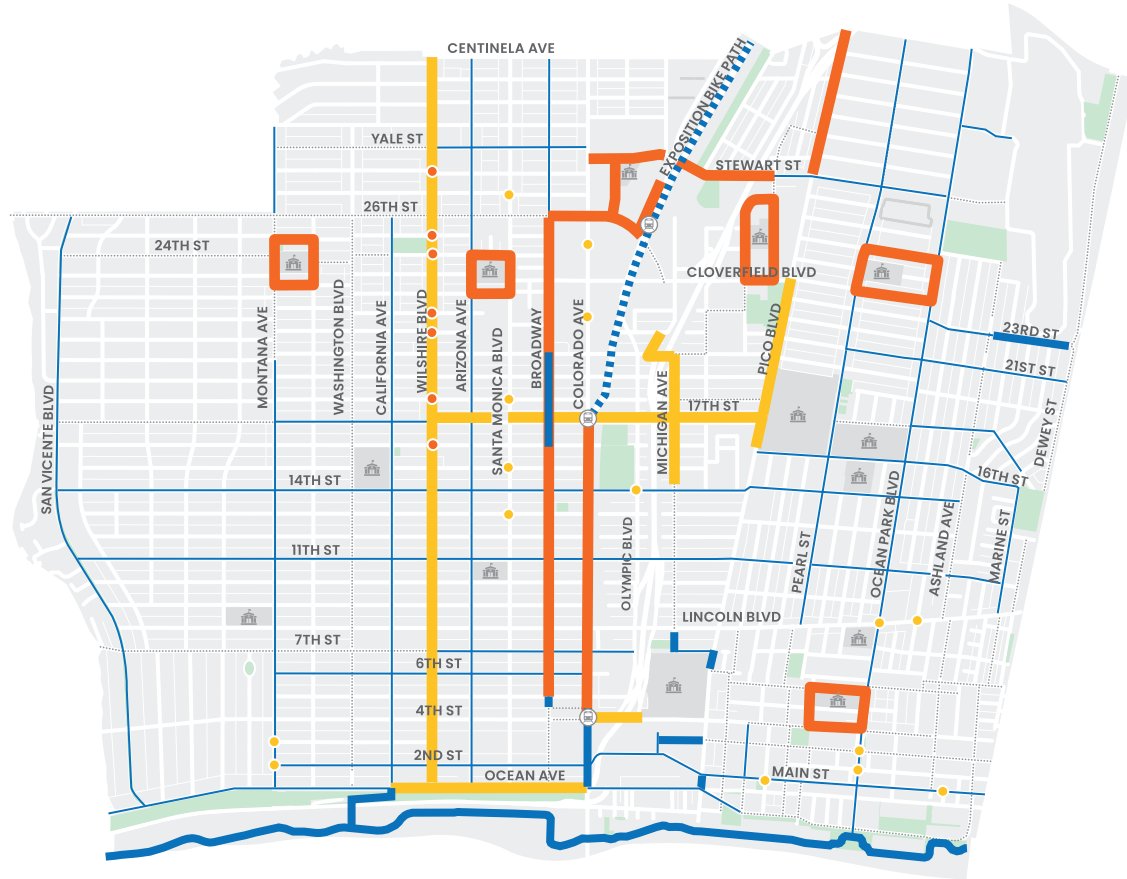 CENTINELA AVE
EXPOSITION BIKE PATH
YALE ST
STEWART ST
26TH ST
24TH ST
CLOVERFIELD BLVD
MONTANA AVE
WASHINGTON BLVD
CALIFORNIA AVE
WILSHIRE BLVD
ARIZONA AVE
SANTA MONICA BLVD
BROADWAY
COLORADO AVE
MICHIGAN AVE
PICO BLVD
23RD ST
21ST ST
SAN VICENTE BLVD
17TH ST
DEWEY ST
16TH ST
14TH ST
OLYMPIC BLVD
PEARL ST
OCEAN PARK BLVD
ASHLAND AVE
MARINE ST
11TH ST
LINCOLN BLVD
7TH ST
6TH ST
4TH ST
2ND ST
OCEAN AVE
MAIN ST